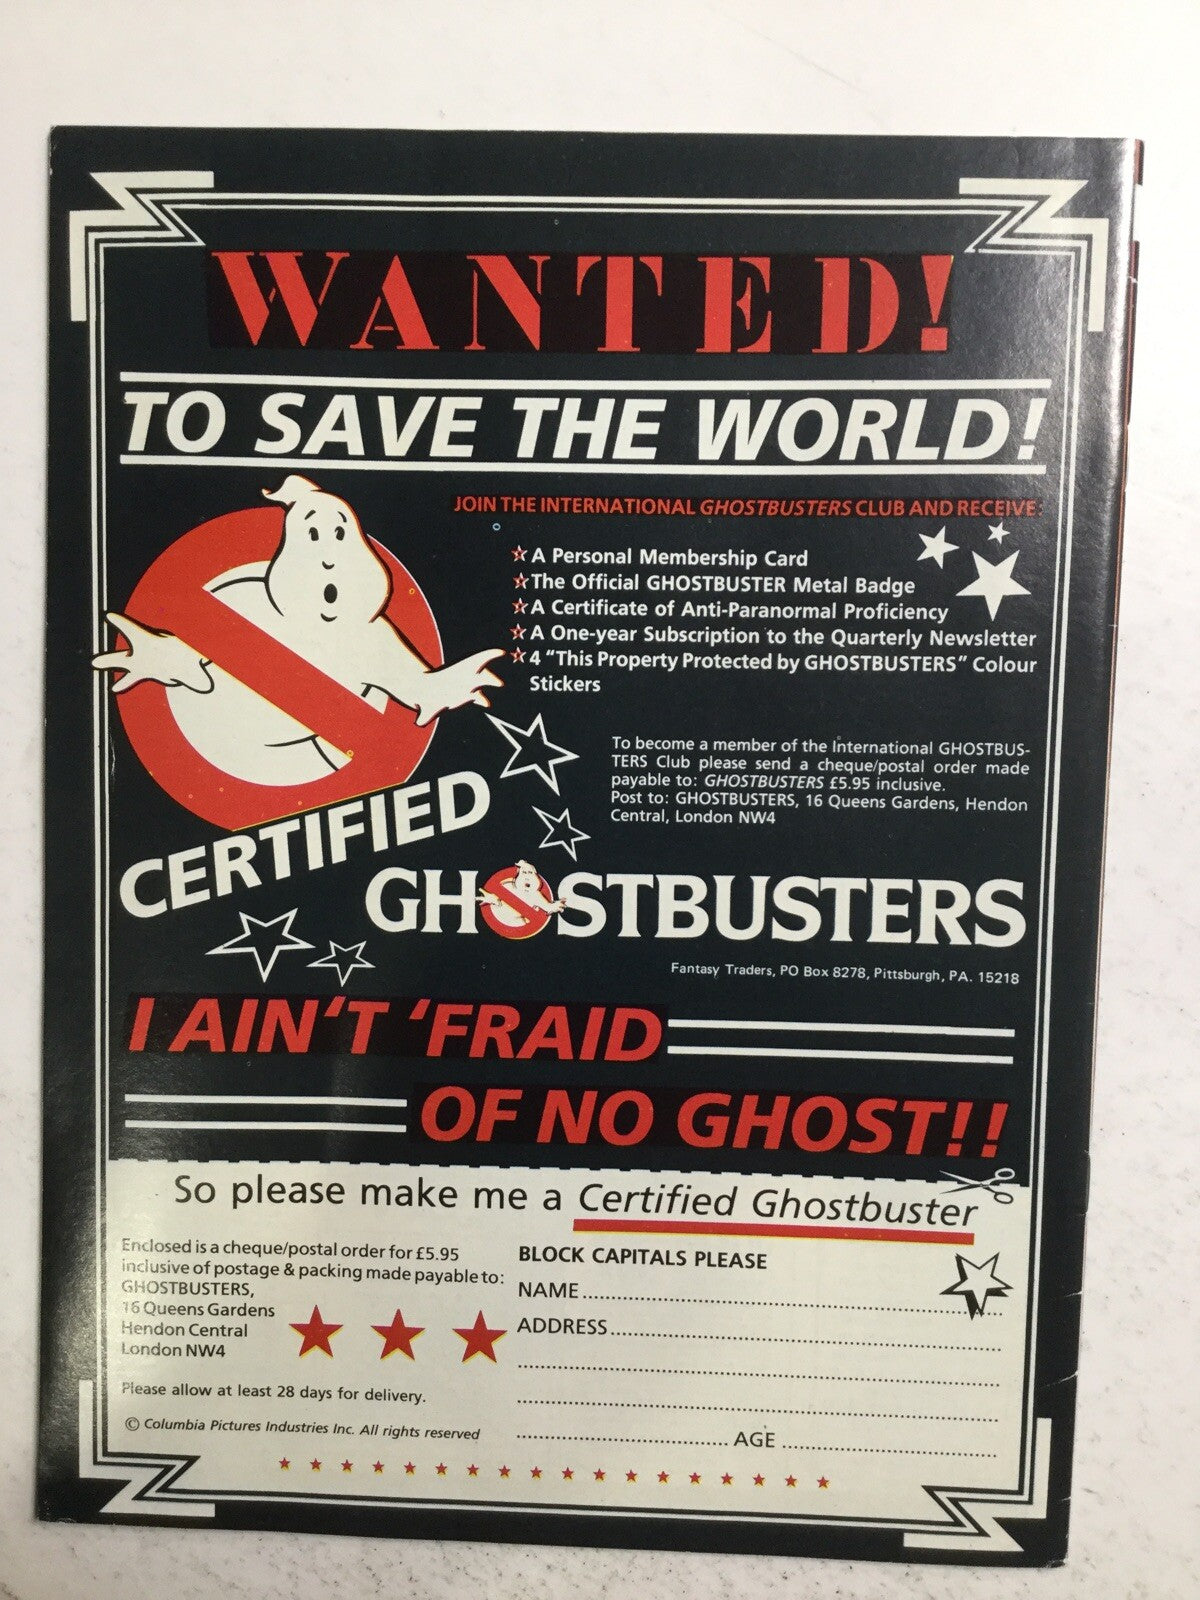 WANTED!
TO SAVE THE WORLD!
JOIN THE INTERNATIONAL GHOSTBUSTERS CLUB AND RECEIVE:
A Personal Membership Card
The Official GHOSTBUSTER Metal Badge
A Certificate of Anti-Paranormal Proficiency
A One-year Subscription to the Quarterly Newsletter
4 "This Property Protected by GHOSTBUSTERS" Colour
Stickers
To become a member of the International GHOSTBUS-
TERS Club please send a cheque/postal order made
payable to: GHOSTBUSTERS £5.95 inclusive.
Post to: GHOSTBUSTERS, 16 Queens Gardens, Hendon
Central, London NW4
CERTIFIED
GHOSTBUSTERS
Fantasy Traders, PO Box 8278, Pittsburgh, PA. 15218
I AIN'T 'FRAID
OF NO GHOST!!
So please make me a Certified Ghostbuster
Enclosed is a cheque/postal order for £5.95
inclusive of postage & packing made payable to:
GHOSTBUSTERS,
16 Queens Gardens
Hendon Central
London NW4
Please allow at least 28 days for delivery.
© Columbia Pictures Industries Inc. All rights reserved
BLOCK CAPITALS PLEASE
NAME
ADDRESS
AGE